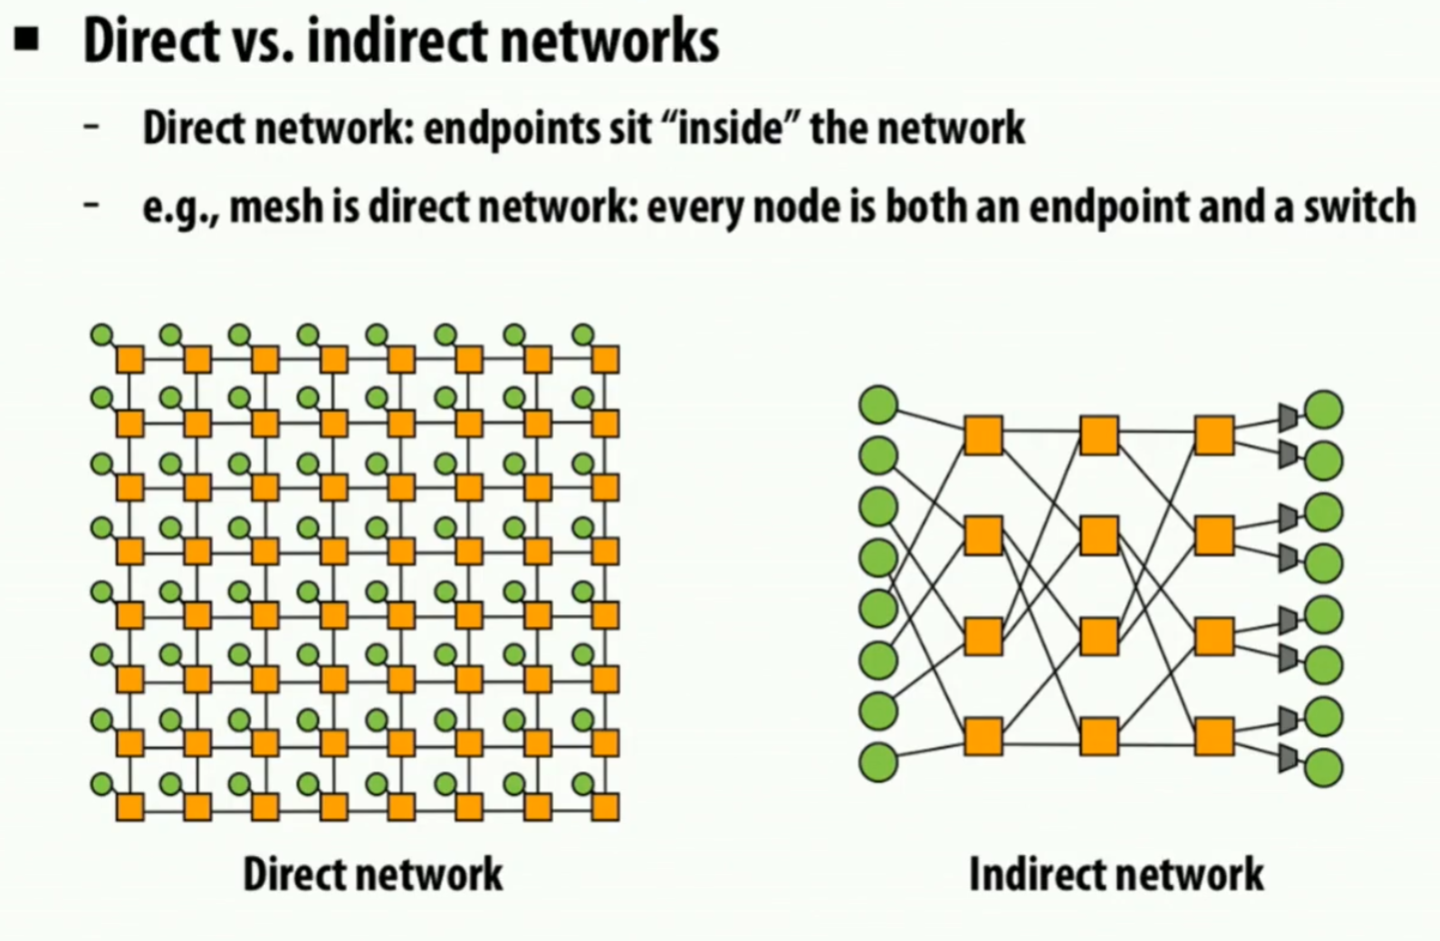 ▪ Direct vs. indirect networks
- Direct network: endpoints sit “inside” the network
- e.g., mesh is direct network: every node is both an endpoint and a switch
Direct network
Indirect network